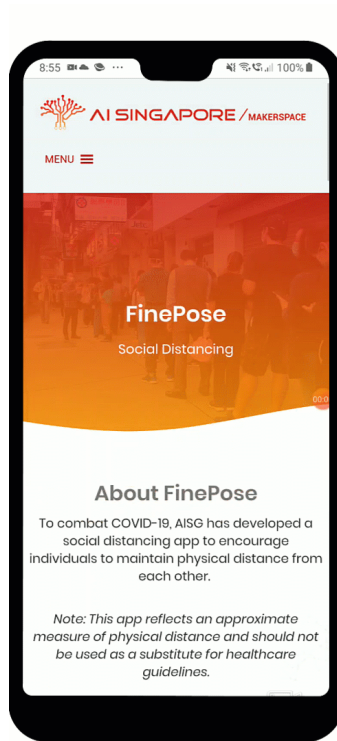 8:55 ... 100%
AI SINGAPORE / MAKERSPACE
MENU
FinePose
Social Distancing
About FinePose
To combat COVID-19, AISG has developed a
social distancing app to encourage
individuals to maintain physical distance from
each other.
Note: This app reflects an approximate
measure of physical distance and should not
be used as a substitute for healthcare
guidelines.